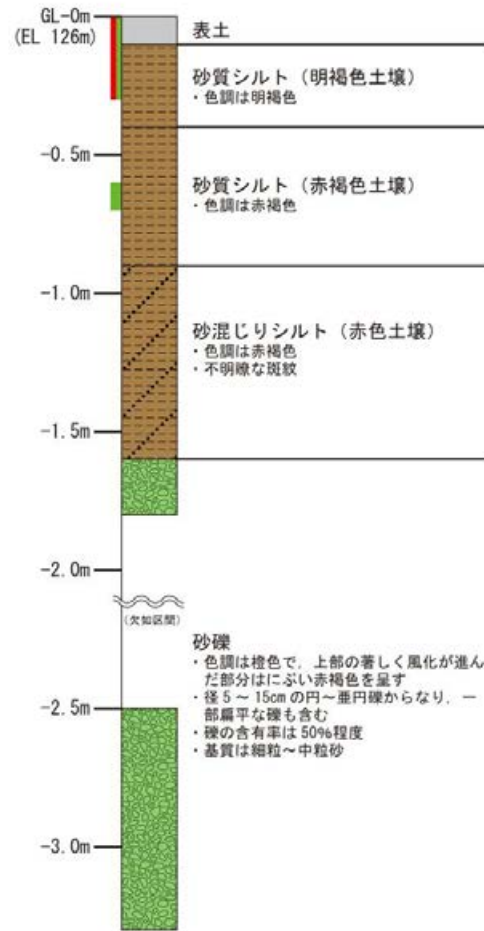 GL-0m
(EL 126m)
表土
砂質シルト（明褐色土壌）
・色調は明褐色
-0.5m
砂質シルト（赤褐色土壌）
・色調は赤褐色
-1.0m
砂混じりシルト（赤色土壌）
・色調は赤褐色
・不明瞭な斑紋
-1.5m
-2.0m
(欠如区間)
砂礫
・色調は橙色で，上部の著しく風化が進ん
だ部分はにぶい赤褐色を呈す
・径５～15cmの円～亜円礫からなり，一
部扁平な礫も含む
・礫の含有率は50%程度
・基質は細粒～中粒砂
-2.5m
-3.0m